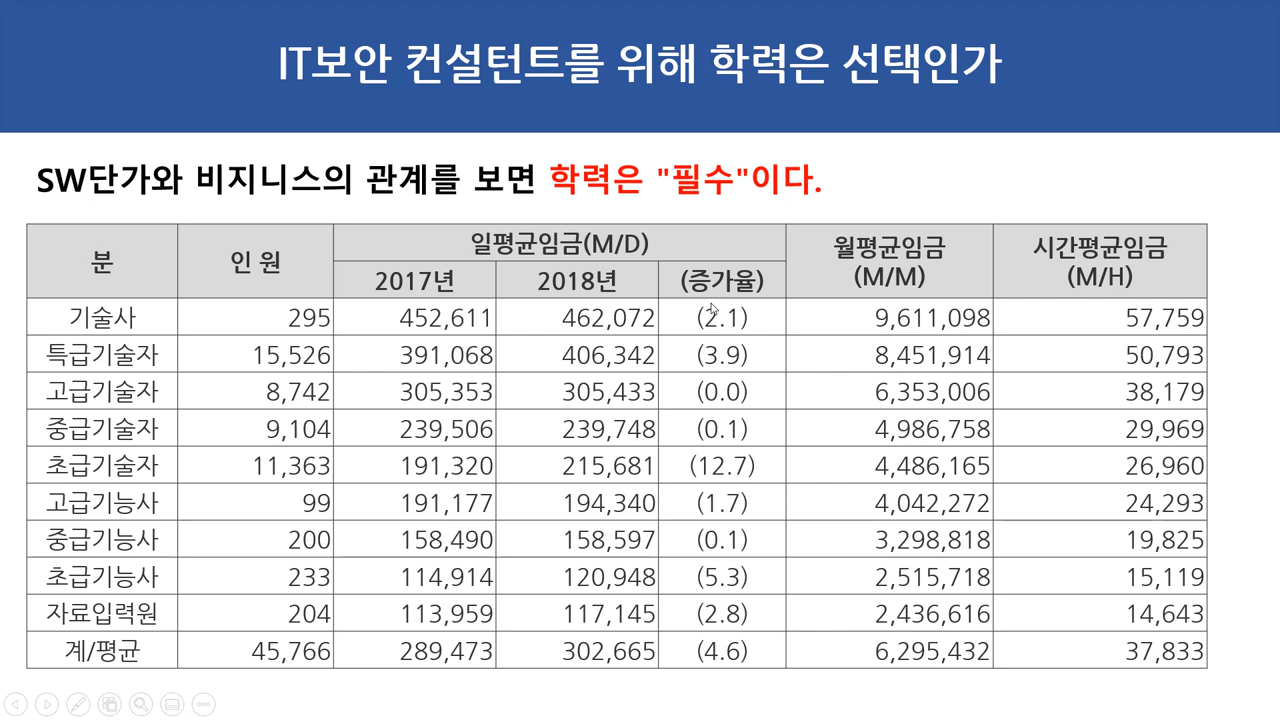 IT보안 컨설턴트를 위해 학력은 선택인가
SW단가와 비지니스의 관계를 보면 학력은 "필수"이다.
분 인 원 일평균임금(M/D) 월평균임금 (M/M) 시간평균임금 (M/H)
2017년 2018년 (증가율)
기술사 295 452,611 462,072 (2.1) 9,611,098 57,759
특급기술자 15,526 391,068 406,342 (3.9) 8,451,914 50,793
고급기술자 8,742 305,353 305,433 (0.0) 6,353,006 38,179
중급기술자 9,104 239,506 239,748 (0.1) 4,986,758 29,969
초급기술자 11,363 191,320 215,681 (12.7) 4,486,165 26,960
고급기능사 99 191,177 194,340 (1.7) 4,042,272 24,293
중급기능사 200 158,490 158,597 (0.1) 3,298,818 19,825
초급기능사 233 114,914 120,948 (5.3) 2,515,718 15,119
자료입력원 204 113,959 117,145 (2.8) 2,436,616 14,643
계/평균 45,766 289,473 302,665 (4.6) 6,295,432 37,833